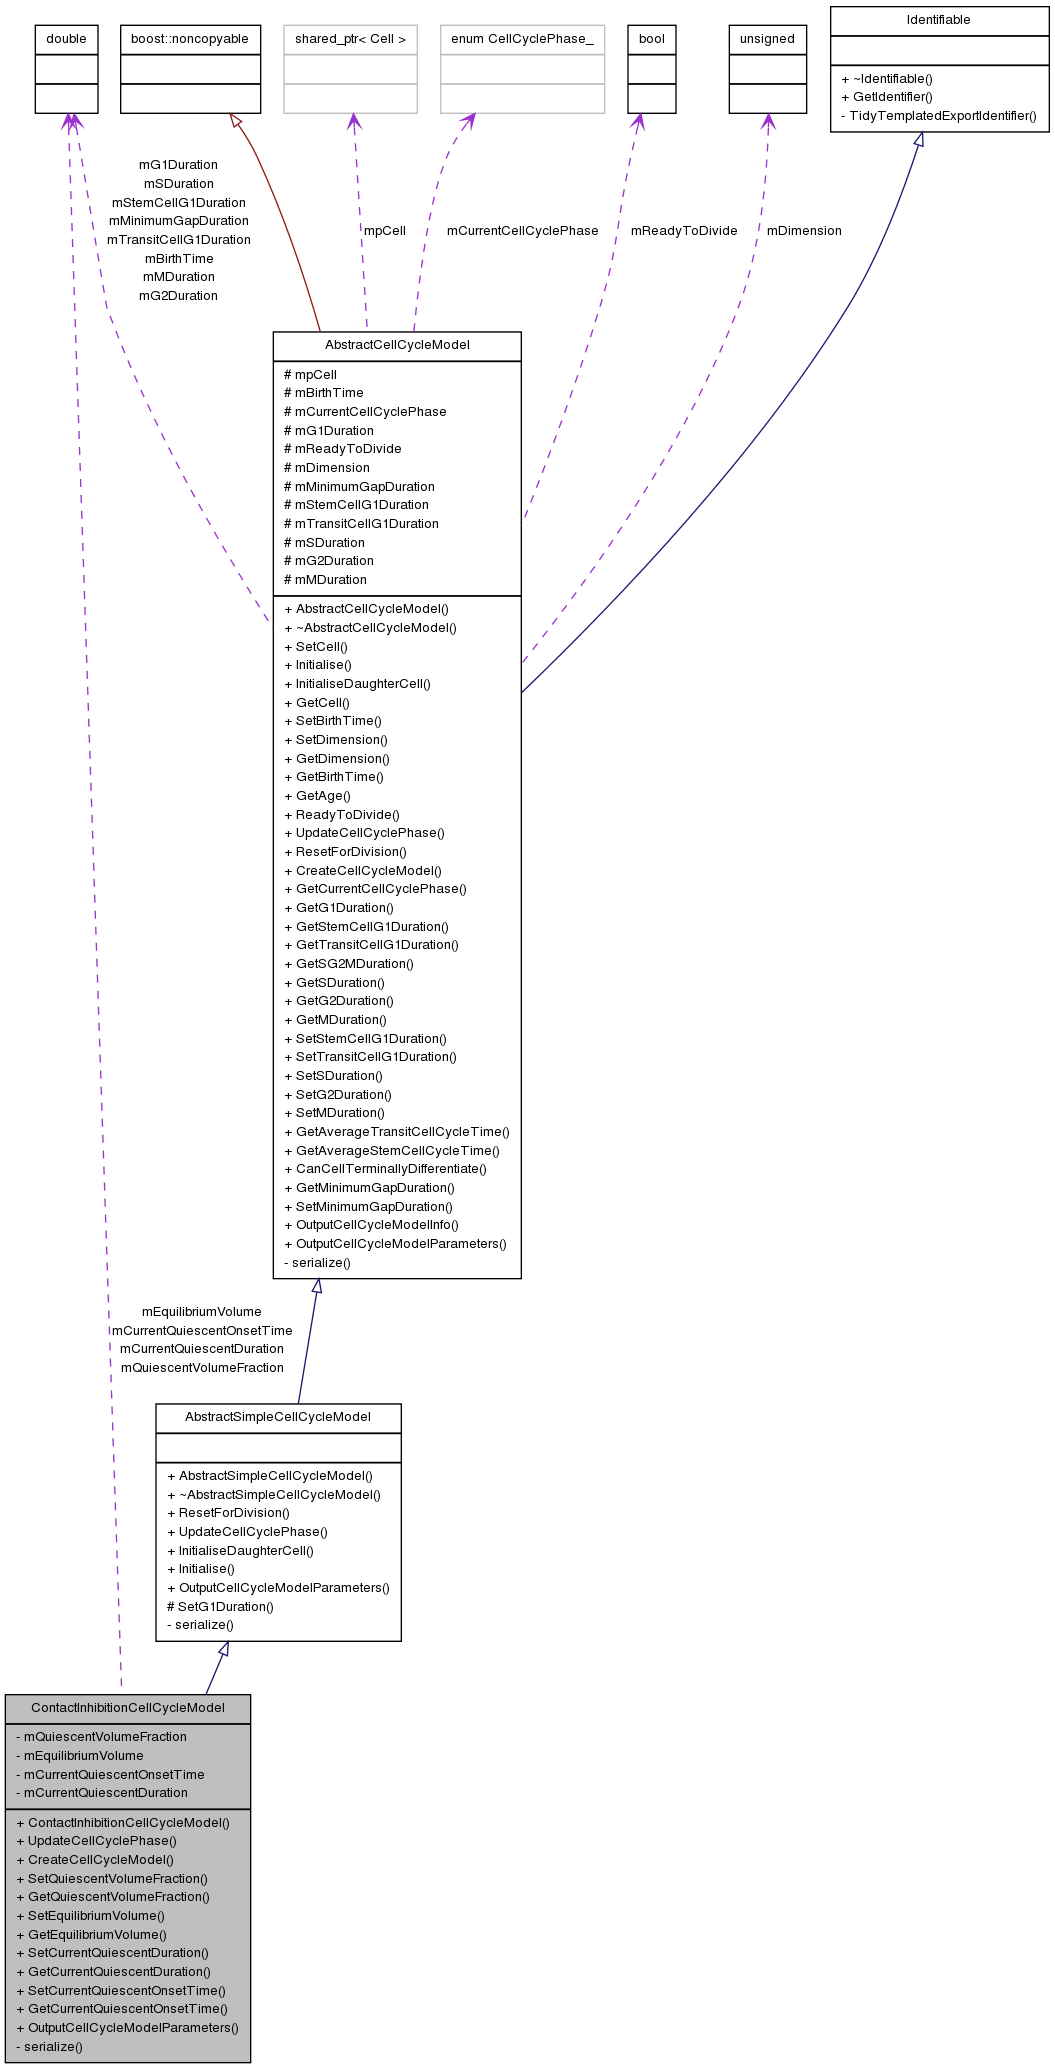 double
boost::noncopyable
shared_ptr< Cell >
enum CellCyclePhase_
bool
unsigned
Identifiable
+ ~Identifiable()
+ GetIdentifier()
- TidyTemplatedExportIdentifier()
mG1Duration
mSDuration
mStemCellG1Duration
mMinimumGapDuration
mTransitCellG1Duration
mBirthTime
mMDuration
mG2Duration
mpCell
mCurrentCellCyclePhase
mReadyToDivide
mDimension
AbstractCellCycleModel
# mpCell
# mBirthTime
# mCurrentCellCyclePhase
# mG1Duration
# mReadyToDivide
# mDimension
# mMinimumGapDuration
# mStemCellG1Duration
# mTransitCellG1Duration
# mSDuration
# mG2Duration
# mMDuration
+ AbstractCellCycleModel()
+ ~AbstractCellCycleModel()
+ SetCell()
+ Initialise()
+ InitialiseDaughterCell()
+ GetCell()
+ SetBirthTime()
+ SetDimension()
+ GetDimension()
+ GetBirthTime()
+ GetAge()
+ ReadyToDivide()
+ UpdateCellCyclePhase()
+ ResetForDivision()
+ CreateCellCycleModel()
+ GetCurrentCellCyclePhase()
+ GetG1Duration()
+ GetStemCellG1Duration()
+ GetTransitCellG1Duration()
+ GetSG2MDuration()
+ GetSDuration()
+ GetG2Duration()
+ GetMDuration()
+ SetStemCellG1Duration()
+ SetTransitCellG1Duration()
+ SetSDuration()
+ SetG2Duration()
+ SetMDuration()
+ GetAverageTransitCellCycleTime()
+ GetAverageStemCellCycleTime()
+ CanCellTerminallyDifferentiate()
+ GetMinimumGapDuration()
+ SetMinimumGapDuration()
+ OutputCellCycleModelInfo()
+ OutputCellCycleModelParameters()
- serialize()
mEquilibriumVolume
mCurrentQuiescentOnsetTime
mCurrentQuiescentDuration
mQuiescentVolumeFraction
AbstractSimpleCellCycleModel
+ AbstractSimpleCellCycleModel()
+ ~AbstractSimpleCellCycleModel()
+ ResetForDivision()
+ UpdateCellCyclePhase()
+ InitialiseDaughterCell()
+ Initialise()
+ OutputCellCycleModelParameters()
# SetG1Duration()
- serialize()
ContactInhibitionCellCycleModel
- mQuiescentVolumeFraction
- mEquilibriumVolume
- mCurrentQuiescentOnsetTime
- mCurrentQuiescentDuration
+ ContactInhibitionCellCycleModel()
+ UpdateCellCyclePhase()
+ CreateCellCycleModel()
+ SetQuiescentVolumeFraction()
+ GetQuiescentVolumeFraction()
+ SetEquilibriumVolume()
+ GetEquilibriumVolume()
+ SetCurrentQuiescentDuration()
+ GetCurrentQuiescentDuration()
+ SetCurrentQuiescentOnsetTime()
+ GetCurrentQuiescentOnsetTime()
+ OutputCellCycleModelParameters()
- serialize()